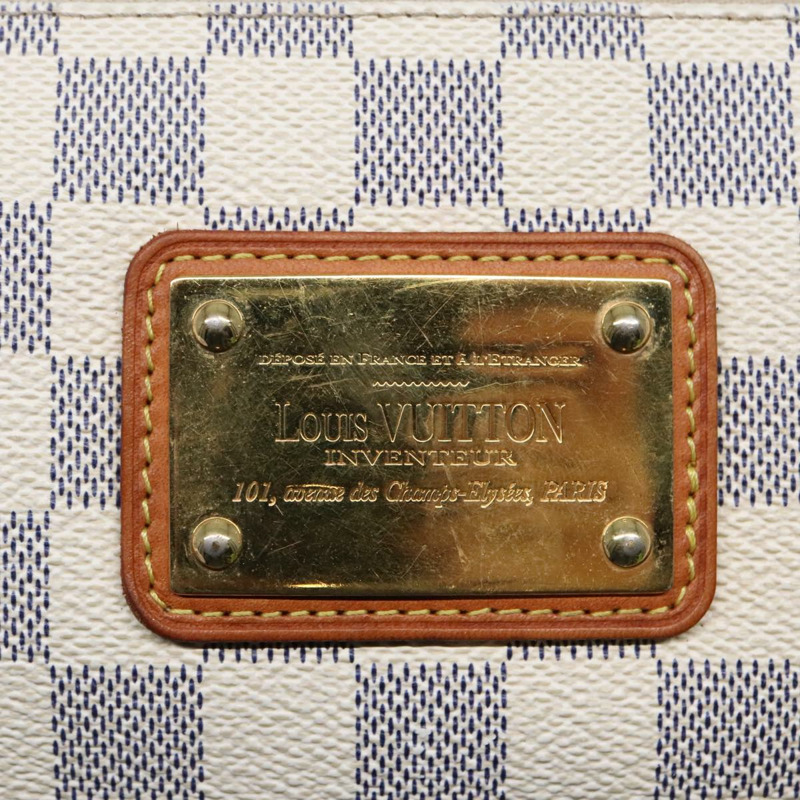 DÉPOSÉ EN FRANCE ET À L'ETRANGER
LOUIS VUITTON
INVENTEUR
101, avenue des Champs-Elysées, PARIS